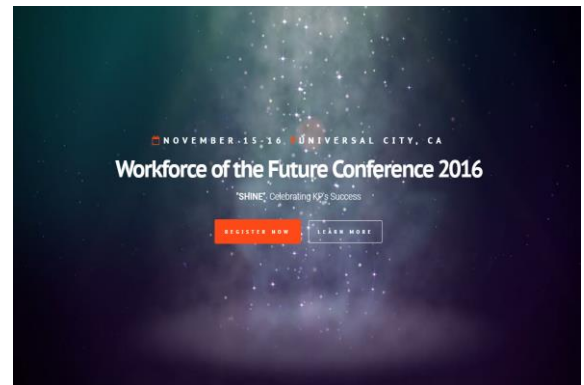 NOVEMBER 15-16 UNIVERSAL CITY, CA
Workforce of the Future Conference 2016
"SHINE", Celebrating KP's Success
REGISTER NOW LEARN MORE